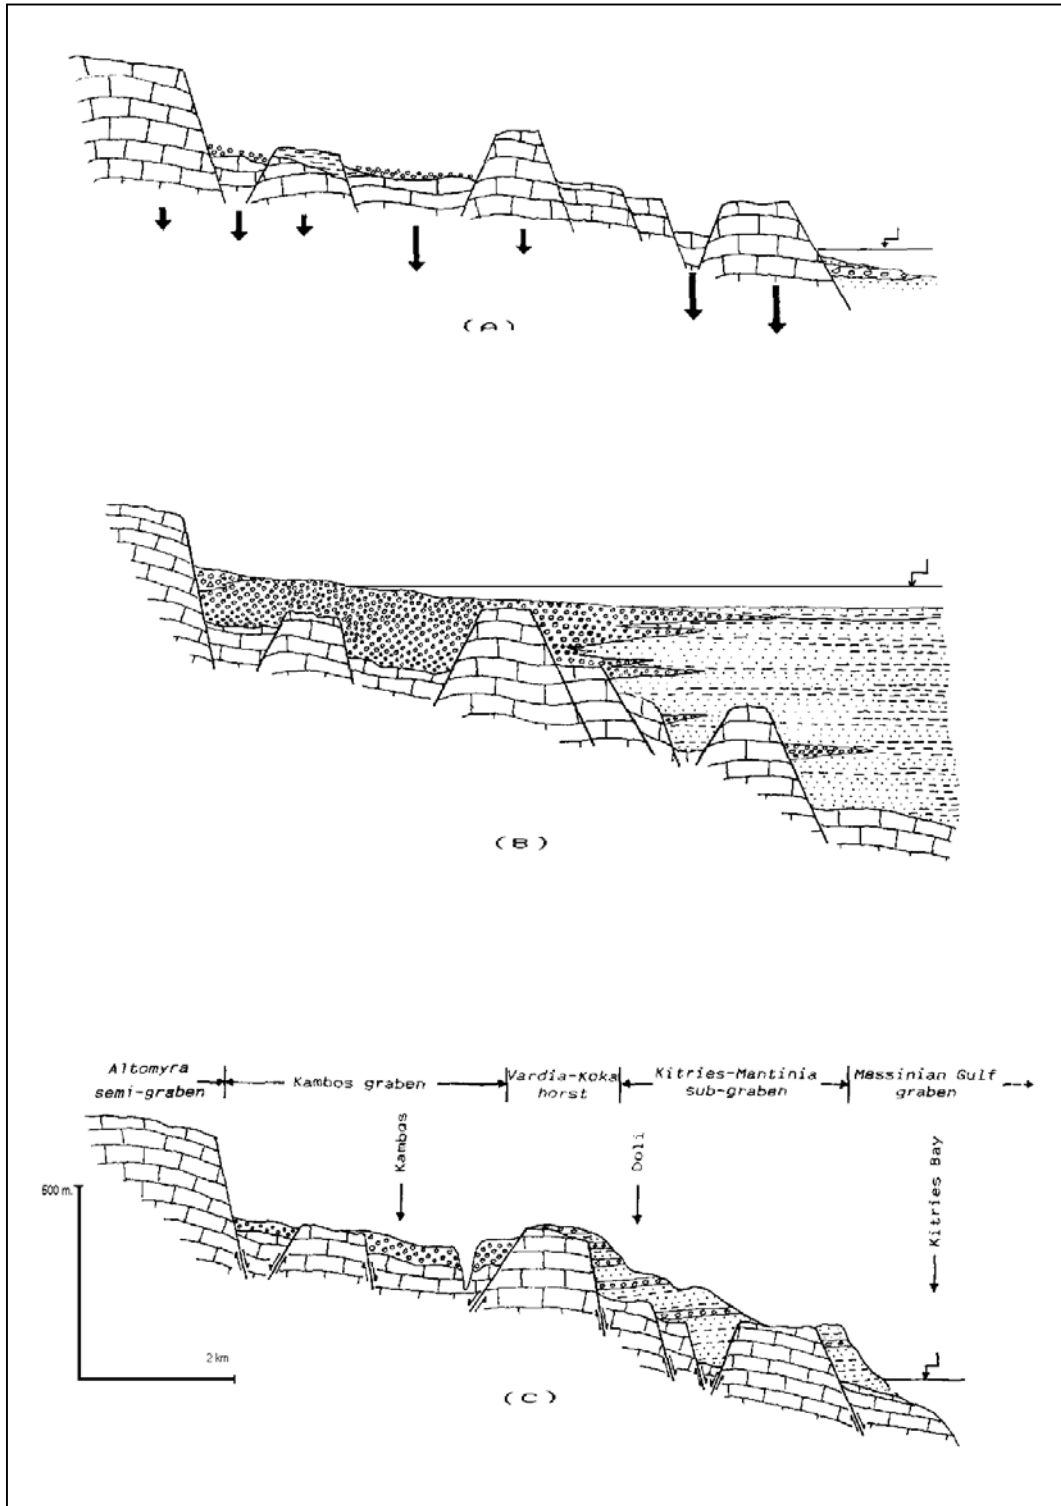 (A)
(B)
Altomyra
semi-graben
Kambos graben
Vardia-Koka
horst
Kitries-Mantinia
sub-graben
Messinian Gulf
graben
Kambos
Doli
Kitries Bay
600 m.
2 km
(C)